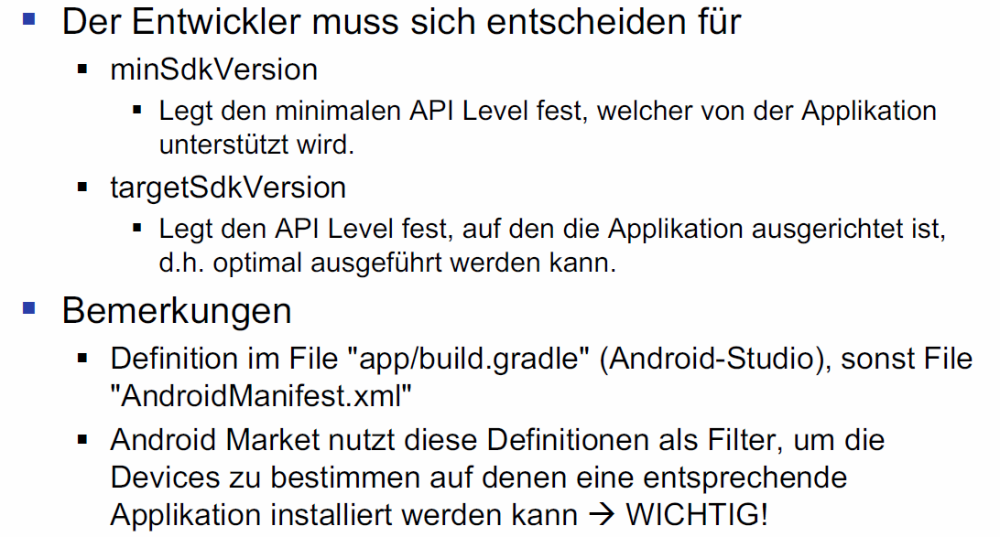 Der Entwickler muss sich entscheiden für
minSdkVersion
Legt den minimalen API Level fest, welcher von der Applikation
unterstützt wird.
targetSdkVersion
Legt den API Level fest, auf den die Applikation ausgerichtet ist,
d.h. optimal ausgeführt werden kann.
Bemerkungen
Definition im File "app/build.gradle" (Android-Studio), sonst File
"AndroidManifest.xml"
Android Market nutzt diese Definitionen als Filter, um die
Devices zu bestimmen auf denen eine entsprechende
Applikation installiert werden kann → WICHTIG!